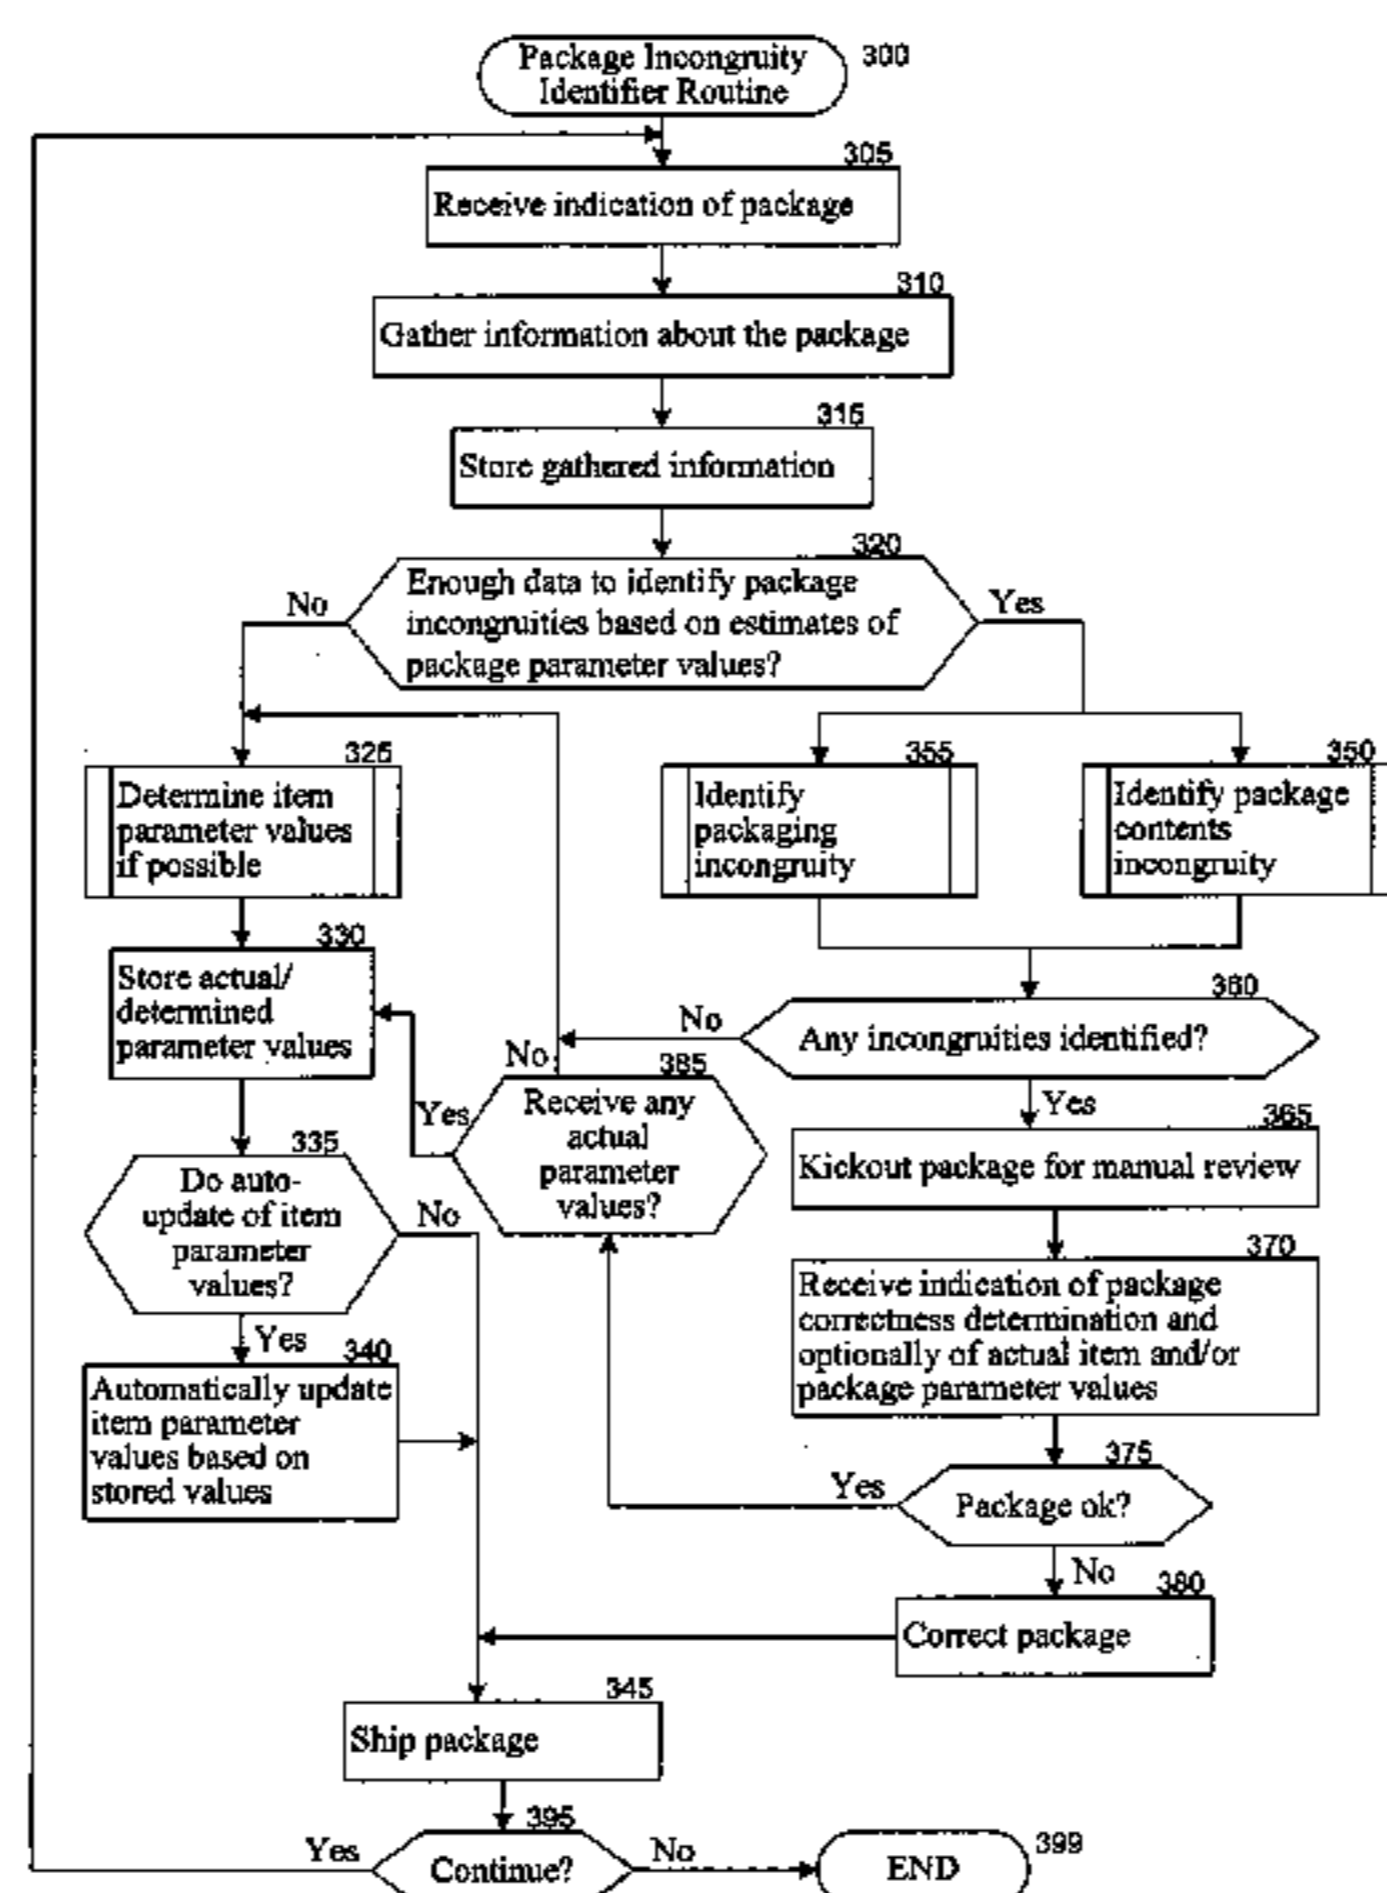 Package Incongruity
Identifier Routine
300
305
Receive indication of package
310
Gather information about the package
315
Store gathered information
320
Enough data to identify package
incongruities based on estimates of
package parameter values?
No
Yes
325
Determine item
parameter values
if possible
355
Identify
packaging
incongruity
350
Identify package
contents
incongruity
330
Store actual/
determined
parameter values
360
Any incongruities identified?
No
Yes
No
385
Receive any
actual
parameter
values?
Yes
365
Kickout package for manual review
335
Do auto-
update of item
parameter
values?
No
Yes
370
Receive indication of package
correctness determination and
optionally of actual item and/or
package parameter values
340
Automatically update
item parameter
values based on
stored values
375
Package ok?
Yes
No
380
Correct package
345
Ship package
395
Continue?
Yes
No
END
399